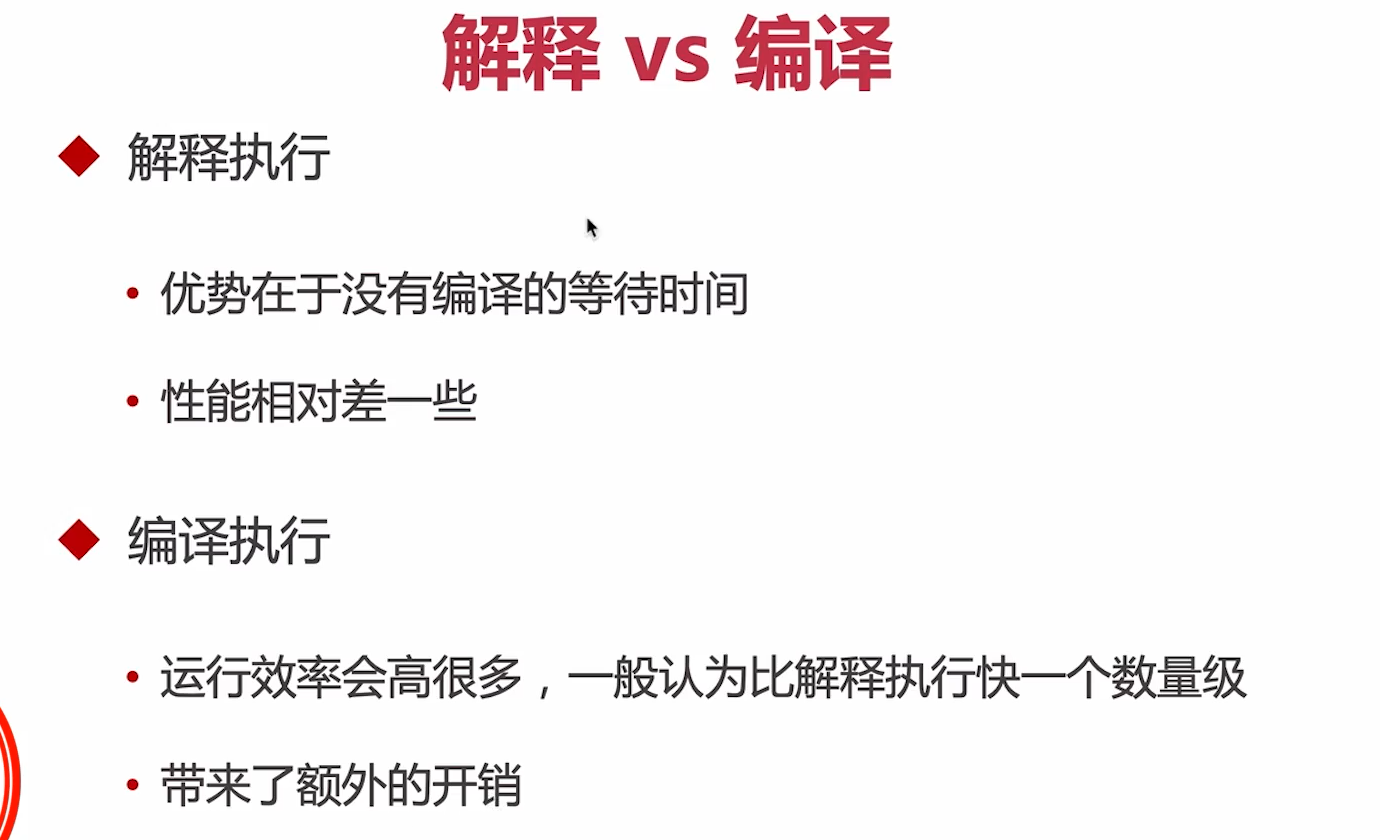 解释 vs 编译
解释执行
优势在于没有编译的等待时间
性能相对差一些
编译执行
运行效率会高很多，一般认为比解释执行快一个数量级
带来了额外的开销